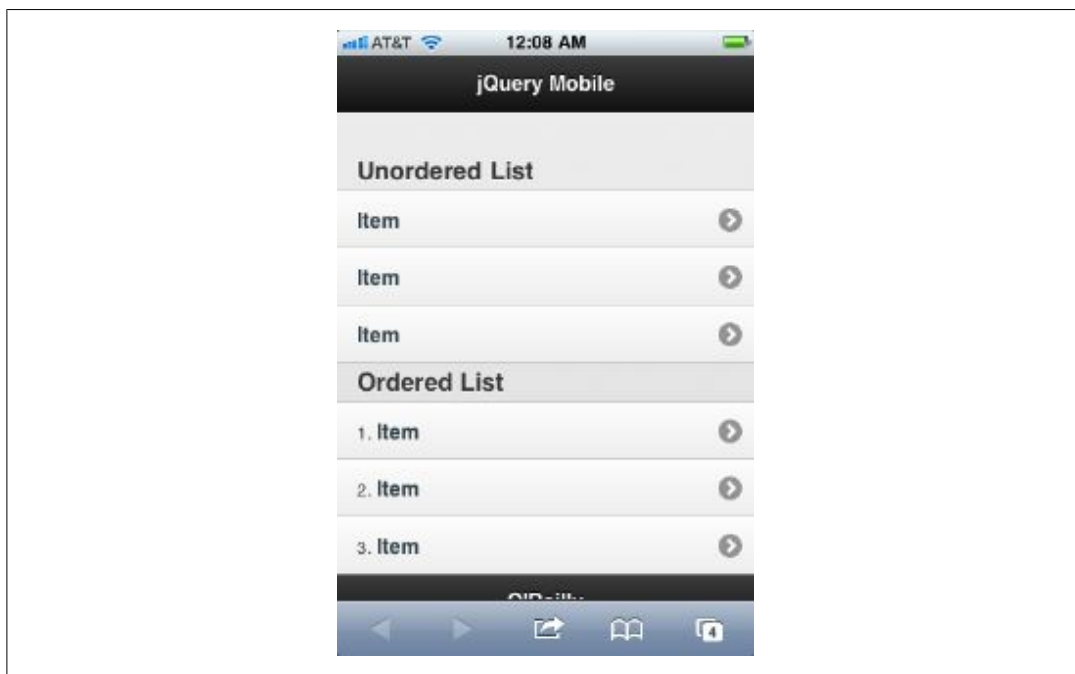 AT&T 12:08 AM
jQuery Mobile
Unordered List
Item
Item
Item
Ordered List
1. Item
2. Item
3. Item
O'Reilly
4